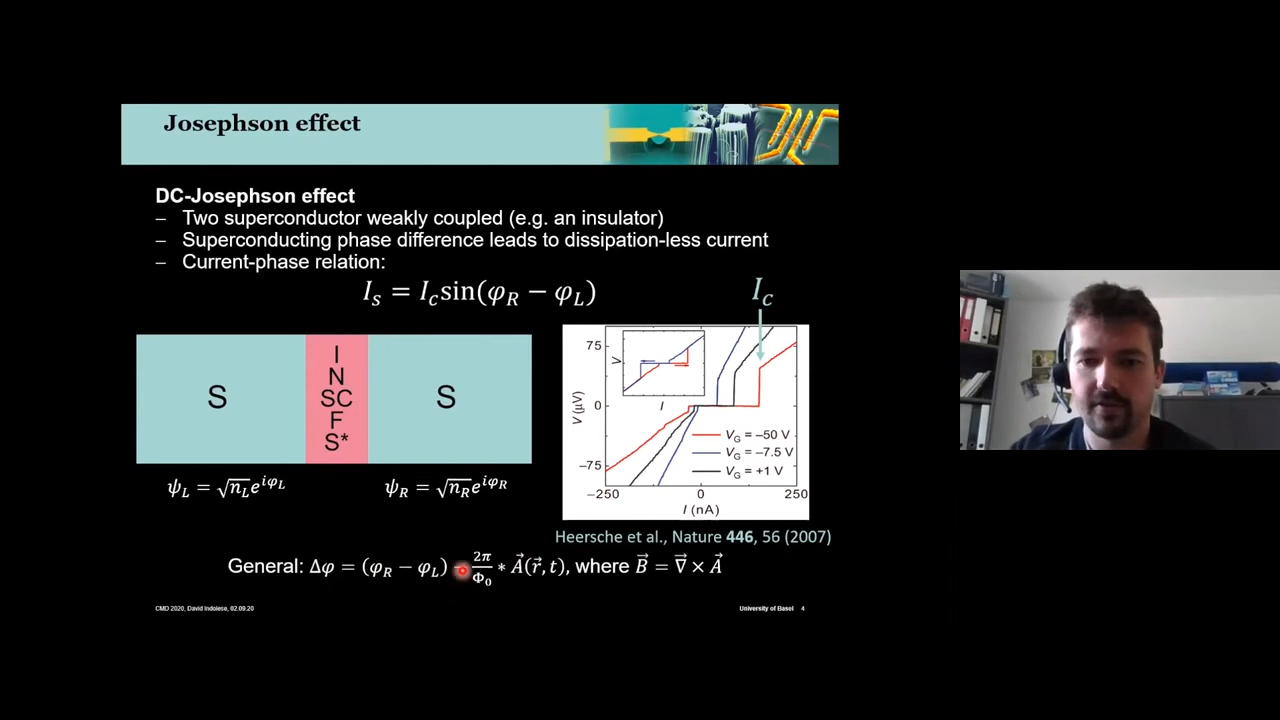 Josephson effect
DC-Josephson effect
– Two superconductor weakly coupled (e.g. an insulator)
– Superconducting phase difference leads to dissipation-less current
– Current-phase relation:
I_s = I_c sin(φ_R − φ_L)
I_C
S
I
N
SC
F
S*
S
ψ_L = √n_L e^{iφ_L}
ψ_R = √n_R e^{iφ_R}
75
0
−75
V (μV)
V
I
V_G = −50 V
V_G = −7.5 V
V_G = +1 V
−250
0
250
I (nA)
Heersche et al., Nature 446, 56 (2007)
General: Δφ = (φ_R − φ_L) − 2π/Φ_0 * A⃗(r⃗, t), where B⃗ = ∇⃗ × A⃗
CMD 2020, David Indolese, 02.09.20
University of Basel 4